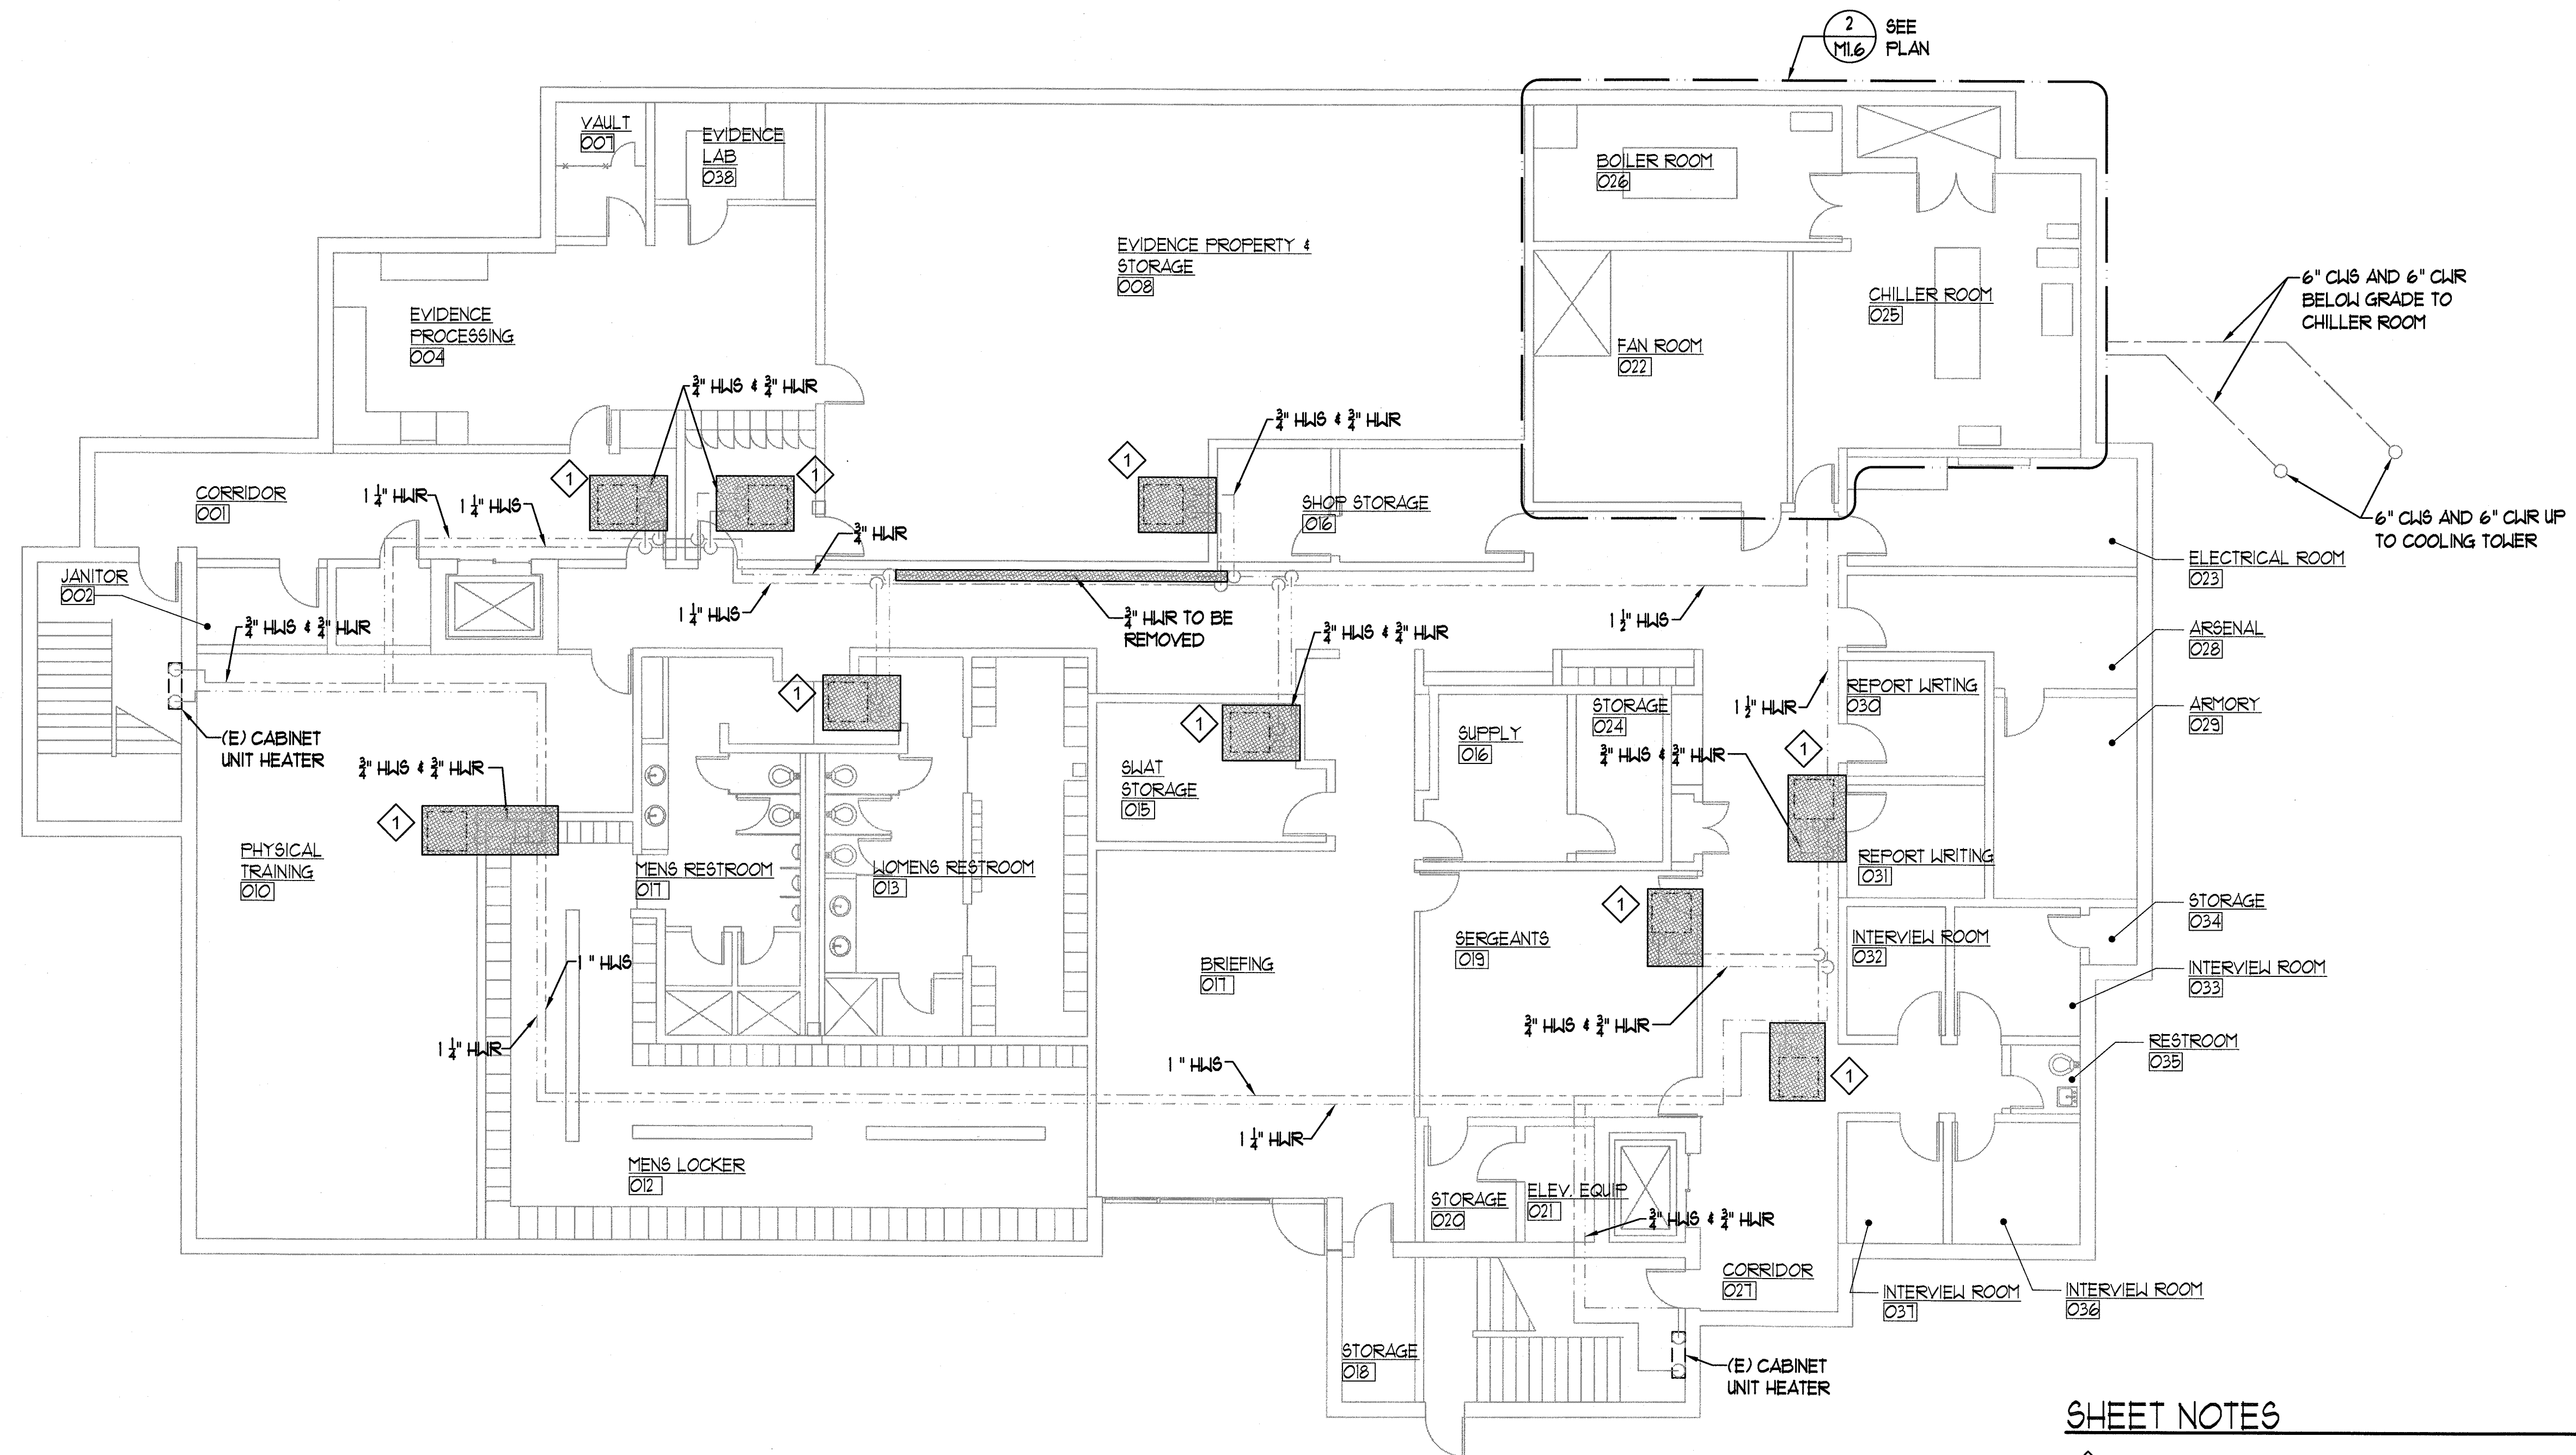 2
M1.6
SEE
PLAN
VAULT
007
EVIDENCE
LAB
038
BOILER ROOM
026
EVIDENCE PROPERTY &
STORAGE
008
EVIDENCE
PROCESSING
004
CHILLER ROOM
025
FAN ROOM
022
6" CWS AND 6" CWR
BELOW GRADE TO
CHILLER ROOM
3/4" HWS & 3/4" HWR
3/4" HWS & 3/4" HWR
1
1
1
CORRIDOR
001
1 1/4" HWR
1 1/4" HWS
SHOP STORAGE
016
3/4" HWR
6" CWS AND 6" CWR UP
TO COOLING TOWER
ELECTRICAL ROOM
023
JANITOR
002
3/4" HWS & 3/4" HWR
1 1/4" HWS
3/4" HWR TO BE
REMOVED
3/4" HWS & 3/4" HWR
1 1/2" HWS
ARSENAL
028
1
1
REPORT WRTING
030
1 1/2" HWR
ARMORY
029
STORAGE
024
SUPPLY
016
(E) CABINET
UNIT HEATER
3/4" HWS & 3/4" HWR
1
3/4" HWS & 3/4" HWR
SWAT
STORAGE
015
1
PHYSICAL
TRAINING
010
MENS RESTROOM
017
WOMENS RESTROOM
013
REPORT WRITING
031
1
STORAGE
034
SERGEANTS
019
INTERVIEW ROOM
032
BRIEFING
017
INTERVIEW ROOM
033
1 " HWS
1 1/4" HWR
3/4" HWS & 3/4" HWR
RESTROOM
035
1 " HWS
1
1 1/4" HWR
MENS LOCKER
012
STORAGE
020
ELEV. EQUIP
021
3/4" HWS & 3/4" HWR
CORRIDOR
027
INTERVIEW ROOM
037
INTERVIEW ROOM
036
STORAGE
018
(E) CABINET
UNIT HEATER
SHEET NOTES